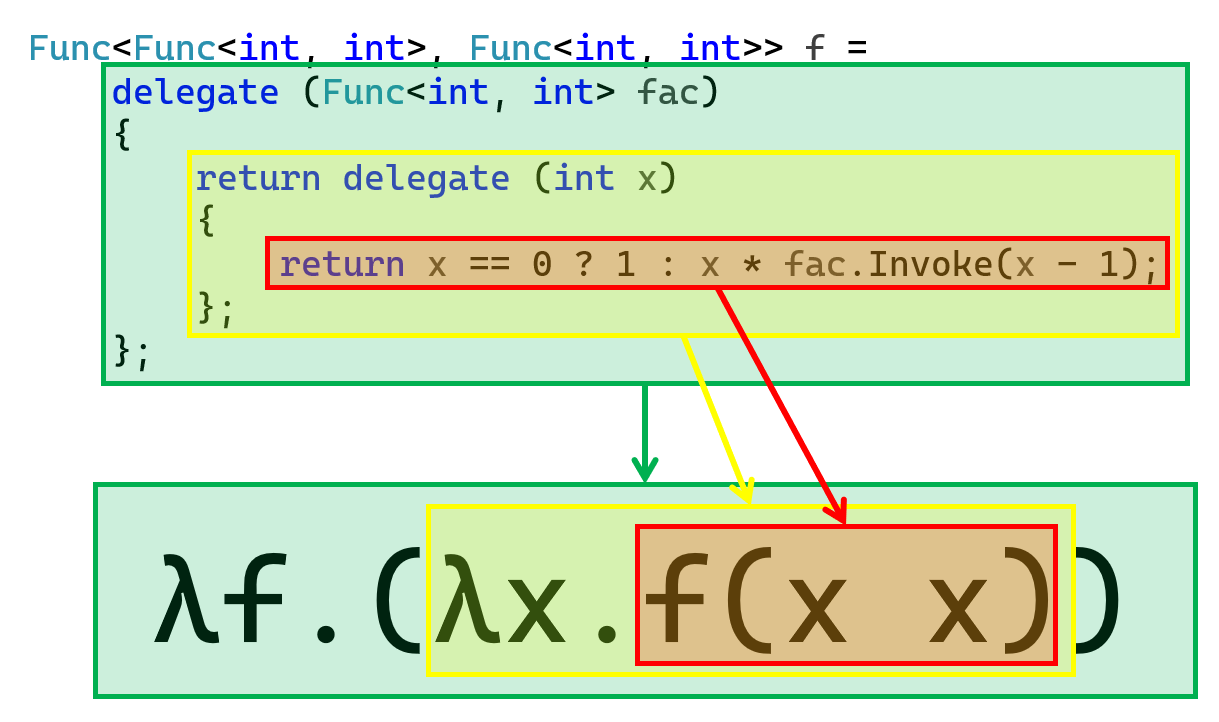 Func<Func<int, int>, Func<int, int>> f =
delegate (Func<int, int> fac)
{
return delegate (int x)
{
return x == 0 ? 1 : x * fac.Invoke(x - 1);
};
};
λf.(λx.f(x x))